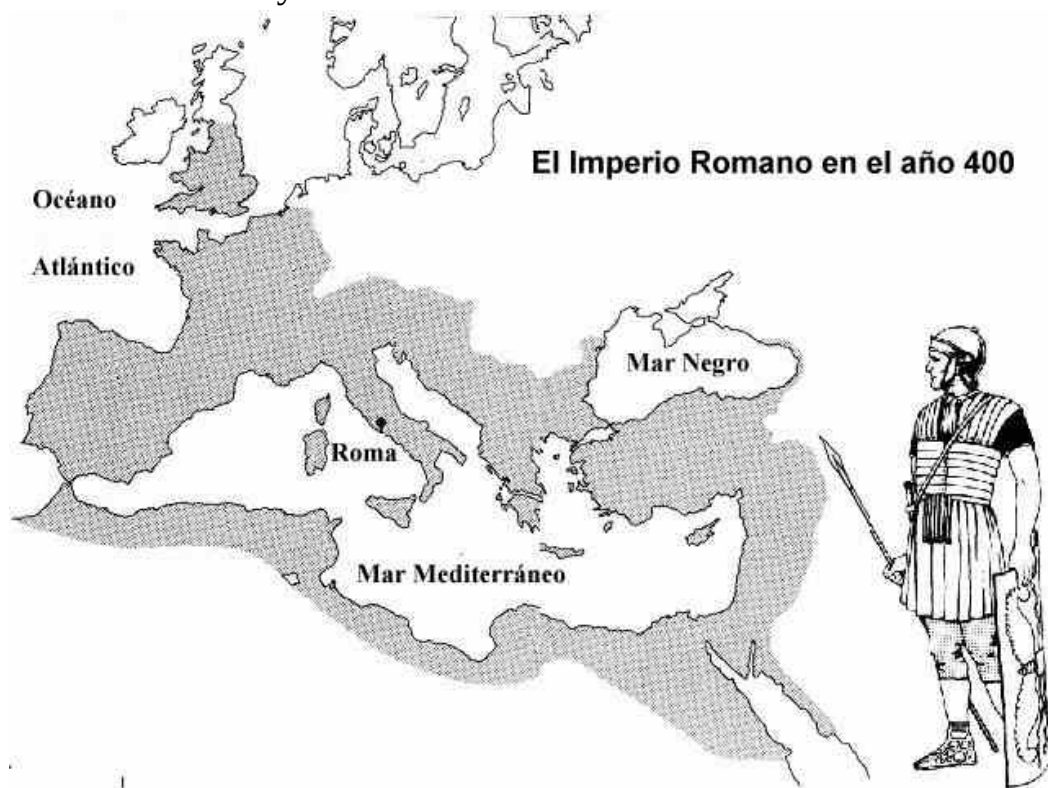 El Imperio Romano en el año 400
Océano
Atlántico
Mar Negro
Roma
Mar Mediterráneo